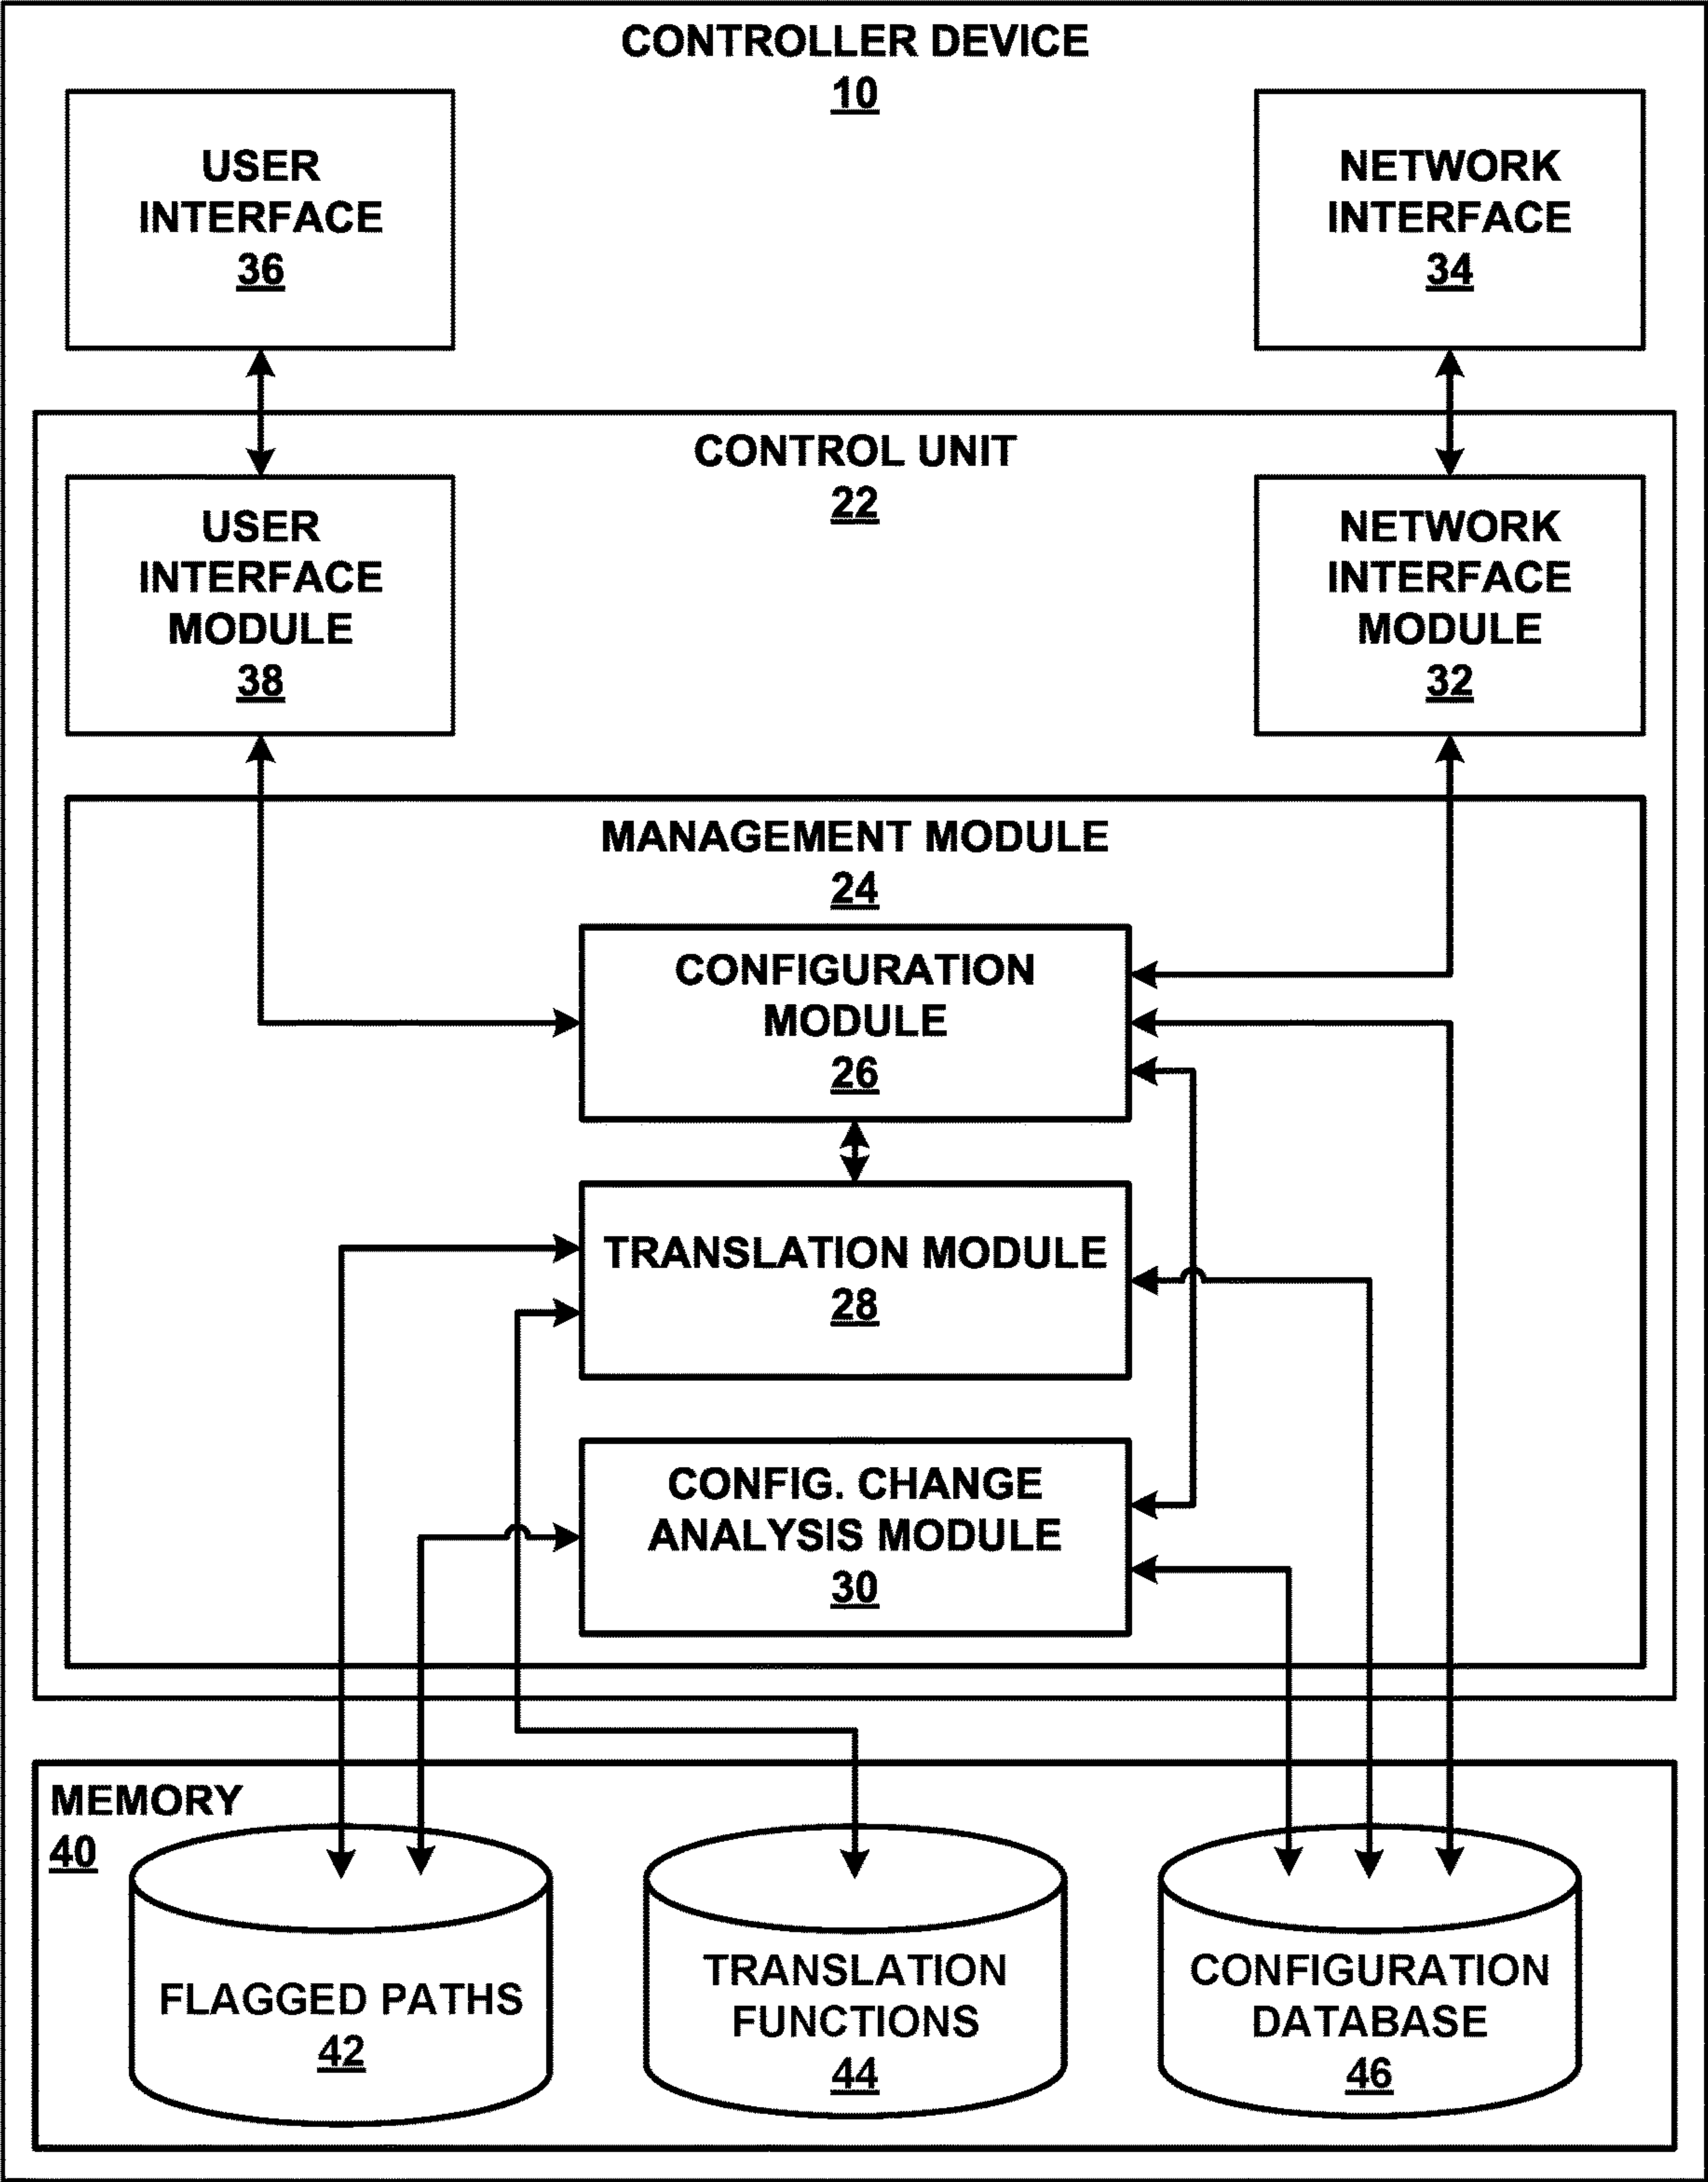 CONTROLLER DEVICE
10
USER
INTERFACE
36
NETWORK
INTERFACE
34
CONTROL UNIT
22
USER
INTERFACE
MODULE
38
NETWORK
INTERFACE
MODULE
32
MANAGEMENT MODULE
24
CONFIGURATION
MODULE
26
TRANSLATION MODULE
28
CONFIG. CHANGE
ANALYSIS MODULE
30
MEMORY
40
FLAGGED PATHS
42
TRANSLATION
FUNCTIONS
44
CONFIGURATION
DATABASE
46